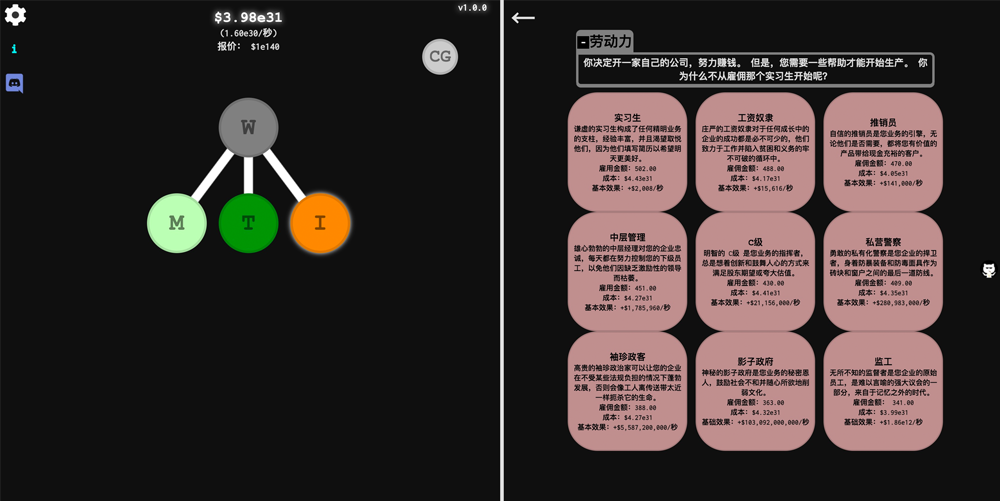 $3.98e31
(1.60e30/秒)
报价： $1e140
v1.0.0
i
CG
W
M
T
I
-劳动力
你决定开一家自己的公司，努力赚钱。 但是，您需要一些帮助才能开始生产。 你
为什么不从雇佣那个实习生开始呢？
实习生
谦虚的实习生构成了任何精明业务
的支柱，经验丰富，并且渴望取悦
他们，因为他们填写简历以希望明
天更美好。
雇用金额：502.00
成本：$4.43e31
基本效果：+$2,008/秒
工资奴隶
庄严的工资奴隶对于任何成长中的
企业的成功都是必不可少的，他们
致力于工作并陷入贫困和义务的牢
不可破的循环中。
雇佣金额：488.00
成本：$4.17e31
基本效果：+$15,616/秒
推销员
自信的推销员是您业务的引擎，无
论他们是否需要，都将您有价值的
产品带给现金充裕的客户。
雇佣金额：470.00
成本：$4.05e31
基本效果：+$141,000/秒
中层管理
雄心勃勃的中层经理对您的企业忠
诚，每天都在努力控制您的下级员
工，以免他们因缺乏激励性的领导
而枯萎。
雇用金额：451.00
成本：$4.27e31
基本效果：+$1,785,960/秒
C级
明智的 C级 是您业务的指挥者，
总是想着创新和鼓舞人心的方式来
满足股东期望或夸大估值。
雇用金额：430.00
成本：$4.41e31
基本效果：+$21,156,000/秒
私营警察
勇敢的私有化警察是您企业的捍卫
者，身着防暴装备和防毒面具作为
砖块和窗户之间的最后一道防线。
雇佣金额：409.00
成本：$4.35e31
基本效果：+$280,983,000/秒
袖珍政客
高贵的袖珍政治家可以让您的企业
在不受某些法规负担的情况下蓬勃
发展，否则会像工人离传送带太近
一样扼杀它的生命。
雇佣金额：388.00
成本：$4.27e31
基本效果：+$5,587,200,000/秒
影子政府
神秘的影子政府是您业务的秘密恩
人，鼓励社会不和并随心所欲地削
弱文化。
雇佣金额：363.00
成本：$4.32e31
基础效果：+$103,092,000,000/秒
监工
无所不知的监督者是您企业的原始
员工，是难以言喻的强大议会的一
部分，来自于记忆之外的时代。
雇佣金额： 341.00
成本：$3.99e31
基础效果：+$1.86e12/秒